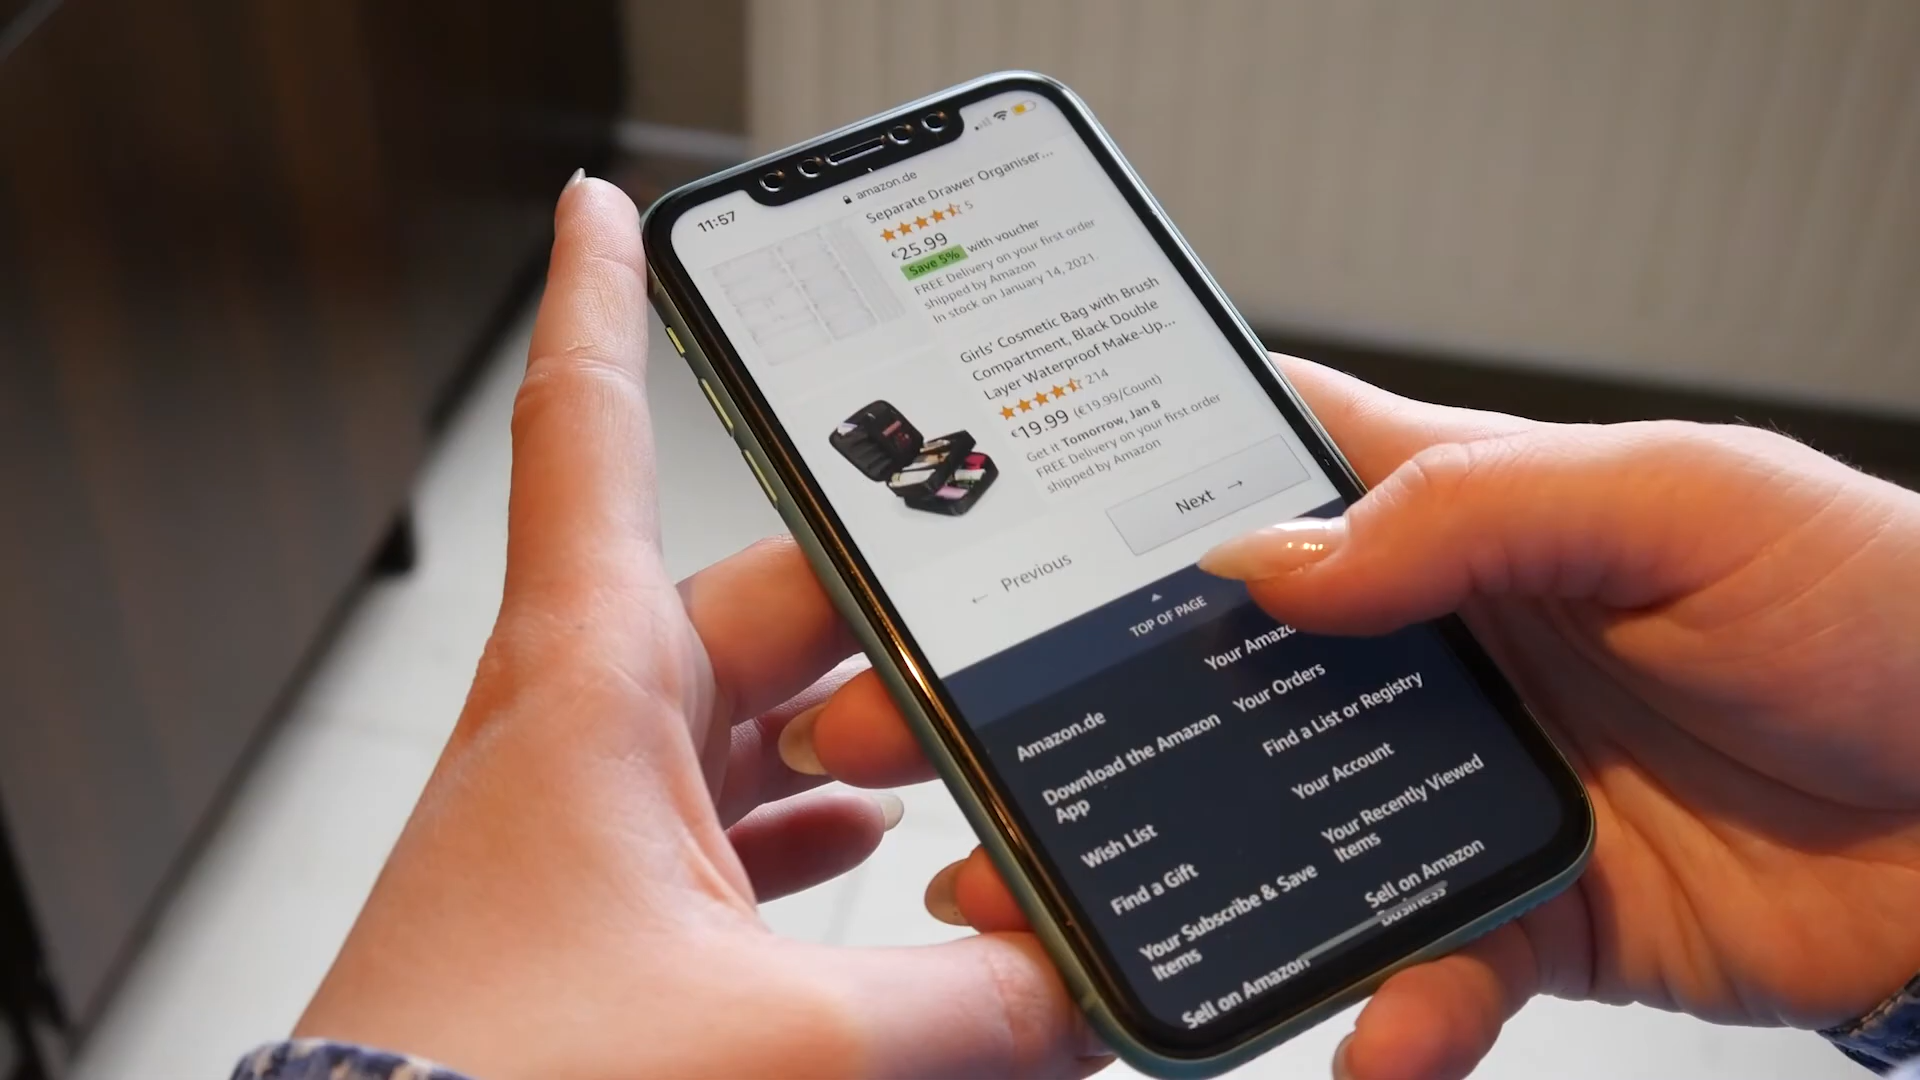 11:57
amazon.de
Separate Drawer Organiser...
5
€25.99
Save 5% with voucher
FREE Delivery on your first order
shipped by Amazon
In stock on January 14, 2021.
Girls' Cosmetic Bag with Brush
Compartment, Black Double
Layer Waterproof Make-Up...
214
€19.99 (€19.99/Count)
Get it Tomorrow, Jan 8
FREE Delivery on your first order
shipped by Amazon
← Previous
Next →
TOP OF PAGE
Amazon.de
Your Amazo
Download the Amazon
App
Your Orders
Wish List
Find a List or Registry
Find a Gift
Your Account
Your Subscribe & Save
Items
Your Recently Viewed
Items
Sell on Amazon
Sell on Amazon
Business